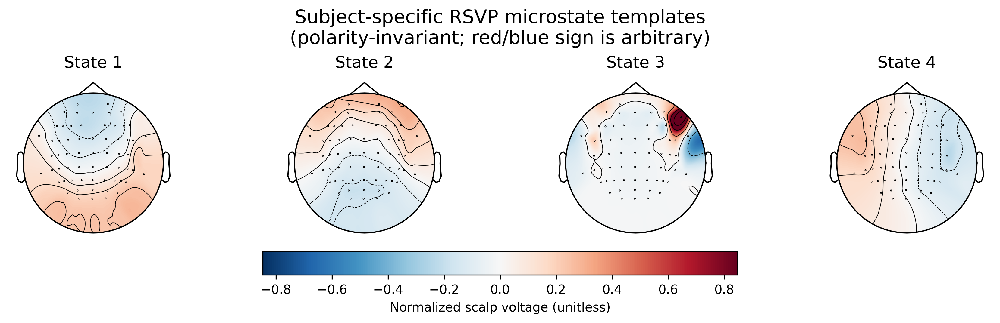 Subject-specific RSVP microstate templates
(polarity-invariant; red/blue sign is arbitrary)
State 1
State 2
State 3
State 4
−0.8
−0.6
−0.4
−0.2
0.0
0.2
0.4
0.6
0.8
Normalized scalp voltage (unitless)